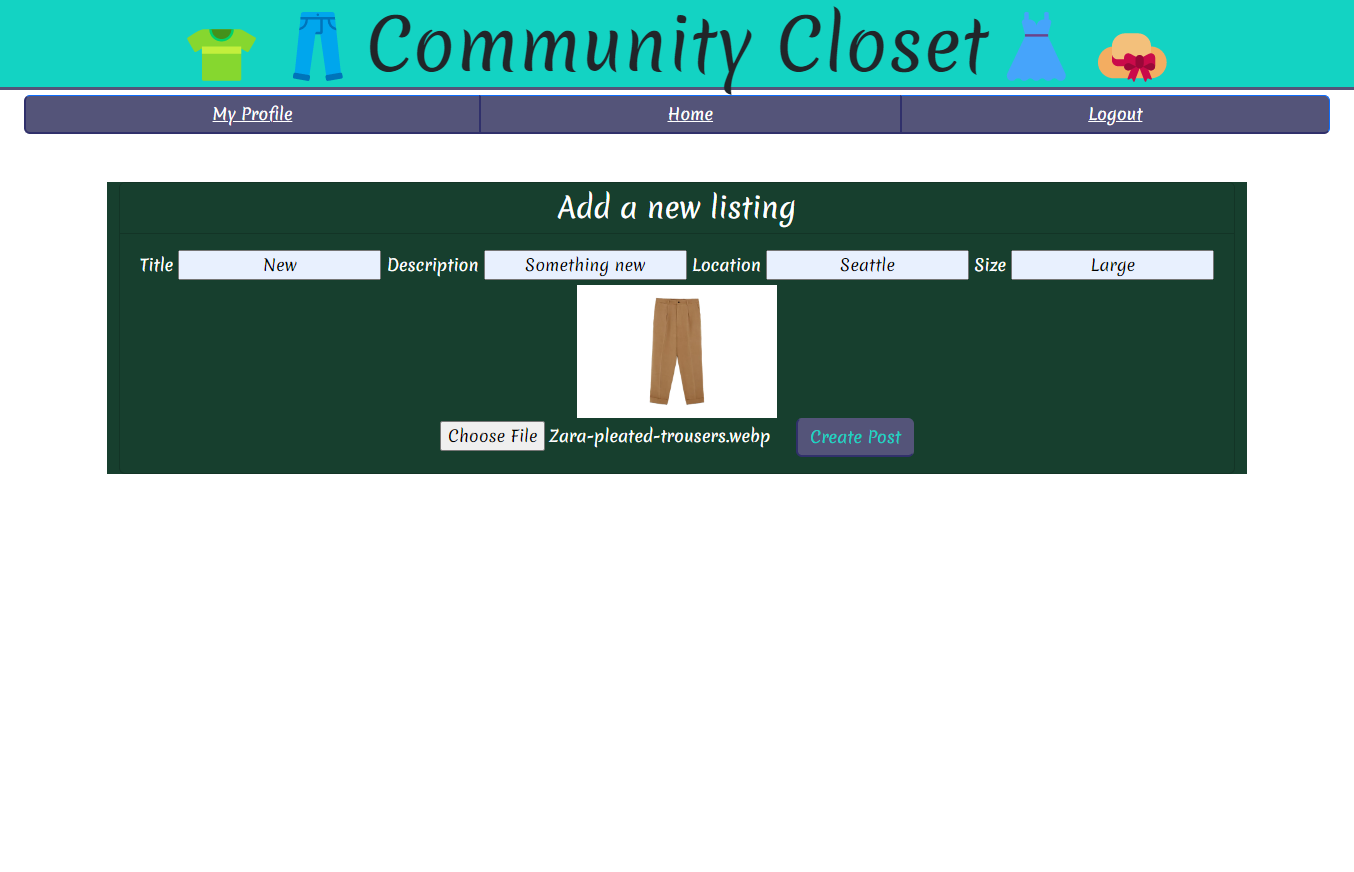 Community Closet
My Profile Home Logout
Add a new listing
Title New Description Something new Location Seattle Size Large
Choose File Zara-pleated-trousers.webp Create Post